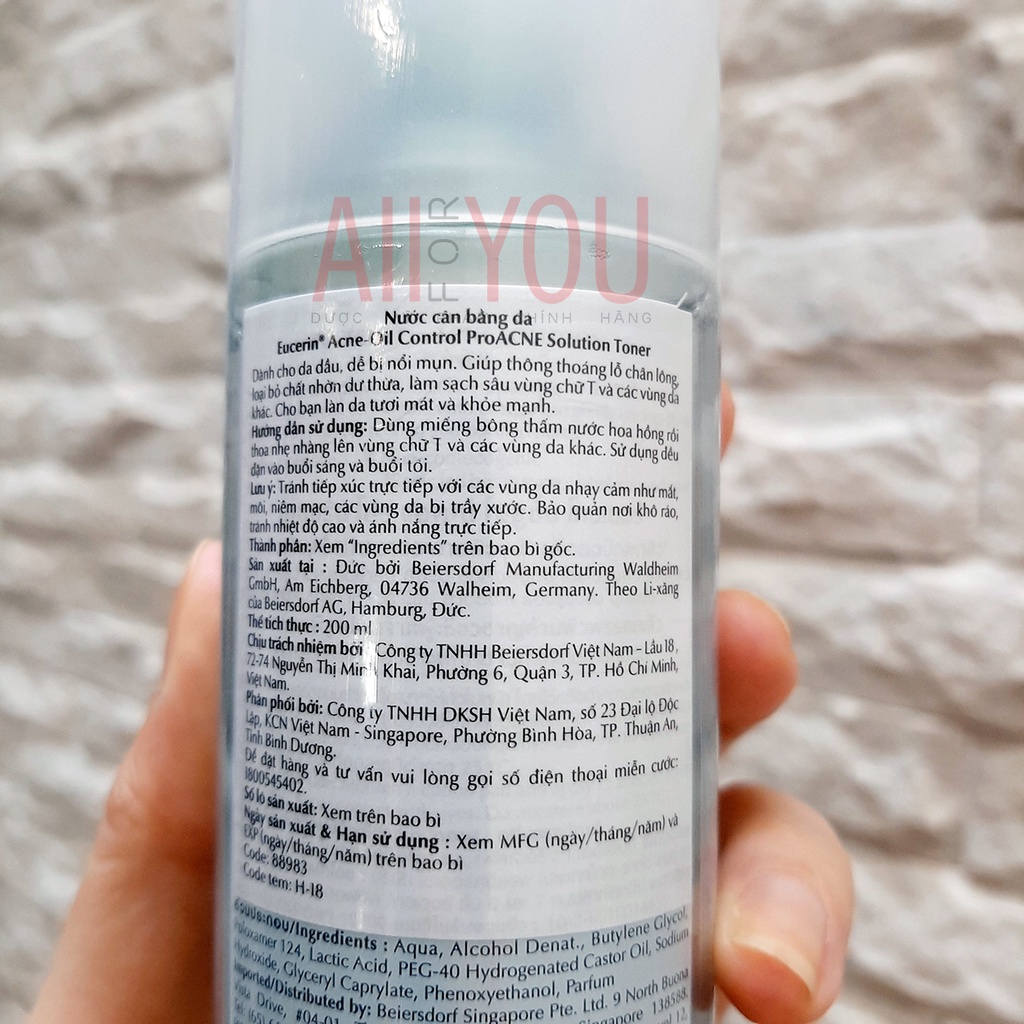 All FOR YOU
DƯỢC CHÍNH HÃNG
Nước cân bằng da
Eucerin® Acne-Oil Control ProACNE Solution Toner
Dành cho da dầu, dễ bị nổi mụn. Giúp thông thoáng lỗ chân lông,
loại bỏ chất nhờn dư thừa, làm sạch sâu vùng chữ T và các vùng da
khác. Cho bạn làn da tươi mát và khỏe mạnh.
Hướng dẫn sử dụng: Dùng miếng bông thấm nước hoa hồng rồi
thoa nhẹ nhàng lên vùng chữ T và các vùng da khác. Sử dụng đều
đặn vào buổi sáng và buổi tối.
Lưu ý: Tránh tiếp xúc trực tiếp với các vùng da nhạy cảm như mắt,
môi, niêm mạc, các vùng da bị trầy xước. Bảo quản nơi khô ráo,
tránh nhiệt độ cao và ánh nắng trực tiếp.
Thành phần: Xem "Ingredients" trên bao bì gốc.
Sản xuất tại : Đức bởi Beiersdorf Manufacturing Waldheim
GmbH, Am Eichberg, 04736 Walheim, Germany. Theo Li-xăng
của Beiersdorf AG, Hamburg, Đức.
Thể tích thực : 200 ml
Chịu trách nhiệm bởi: Công ty TNHH Beiersdorf Việt Nam - Lầu 18,
72-74 Nguyễn Thị Minh Khai, Phường 6, Quận 3, TP. Hồ Chí Minh,
Việt Nam.
Phân phối bởi: Công ty TNHH DKSH Việt Nam, số 23 Đại lộ Độc
Lập, KCN Việt Nam - Singapore, Phường Bình Hòa, TP. Thuận An,
Tỉnh Bình Dương.
Để đặt hàng và tư vấn vui lòng gọi số điện thoại miễn cước:
1800545402.
Số lô sản xuất: Xem trên bao bì
Ngày sản xuất & Hạn sử dụng : Xem MFG (ngày/tháng/năm) và
EXP (ngày/tháng/năm) trên bao bì
Code: 88983
Code tem: H-18
ส่วนประกอบ/Ingredients : Aqua, Alcohol Denat., Butylene Glycol,
Poloxamer 124, Lactic Acid, PEG-40 Hydrogenated Castor Oil, Sodium
Hydroxide, Glyceryl Caprylate, Phenoxyethanol, Parfum
Imported/Distributed by: Beiersdorf Singapore Pte. Ltd. 9 North Buona
Vista Drive, #04-01, Singapore 138588.